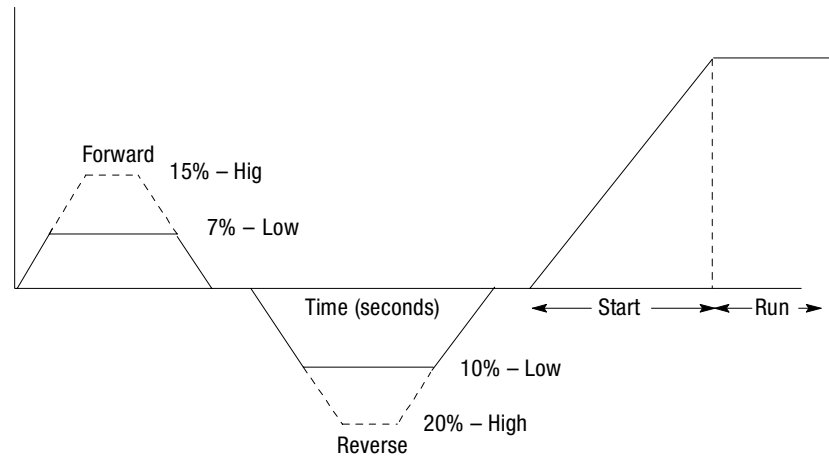 Forward
15% – Hig
7% – Low
Time (seconds)
Start
Run
10% – Low
20% – High
Reverse